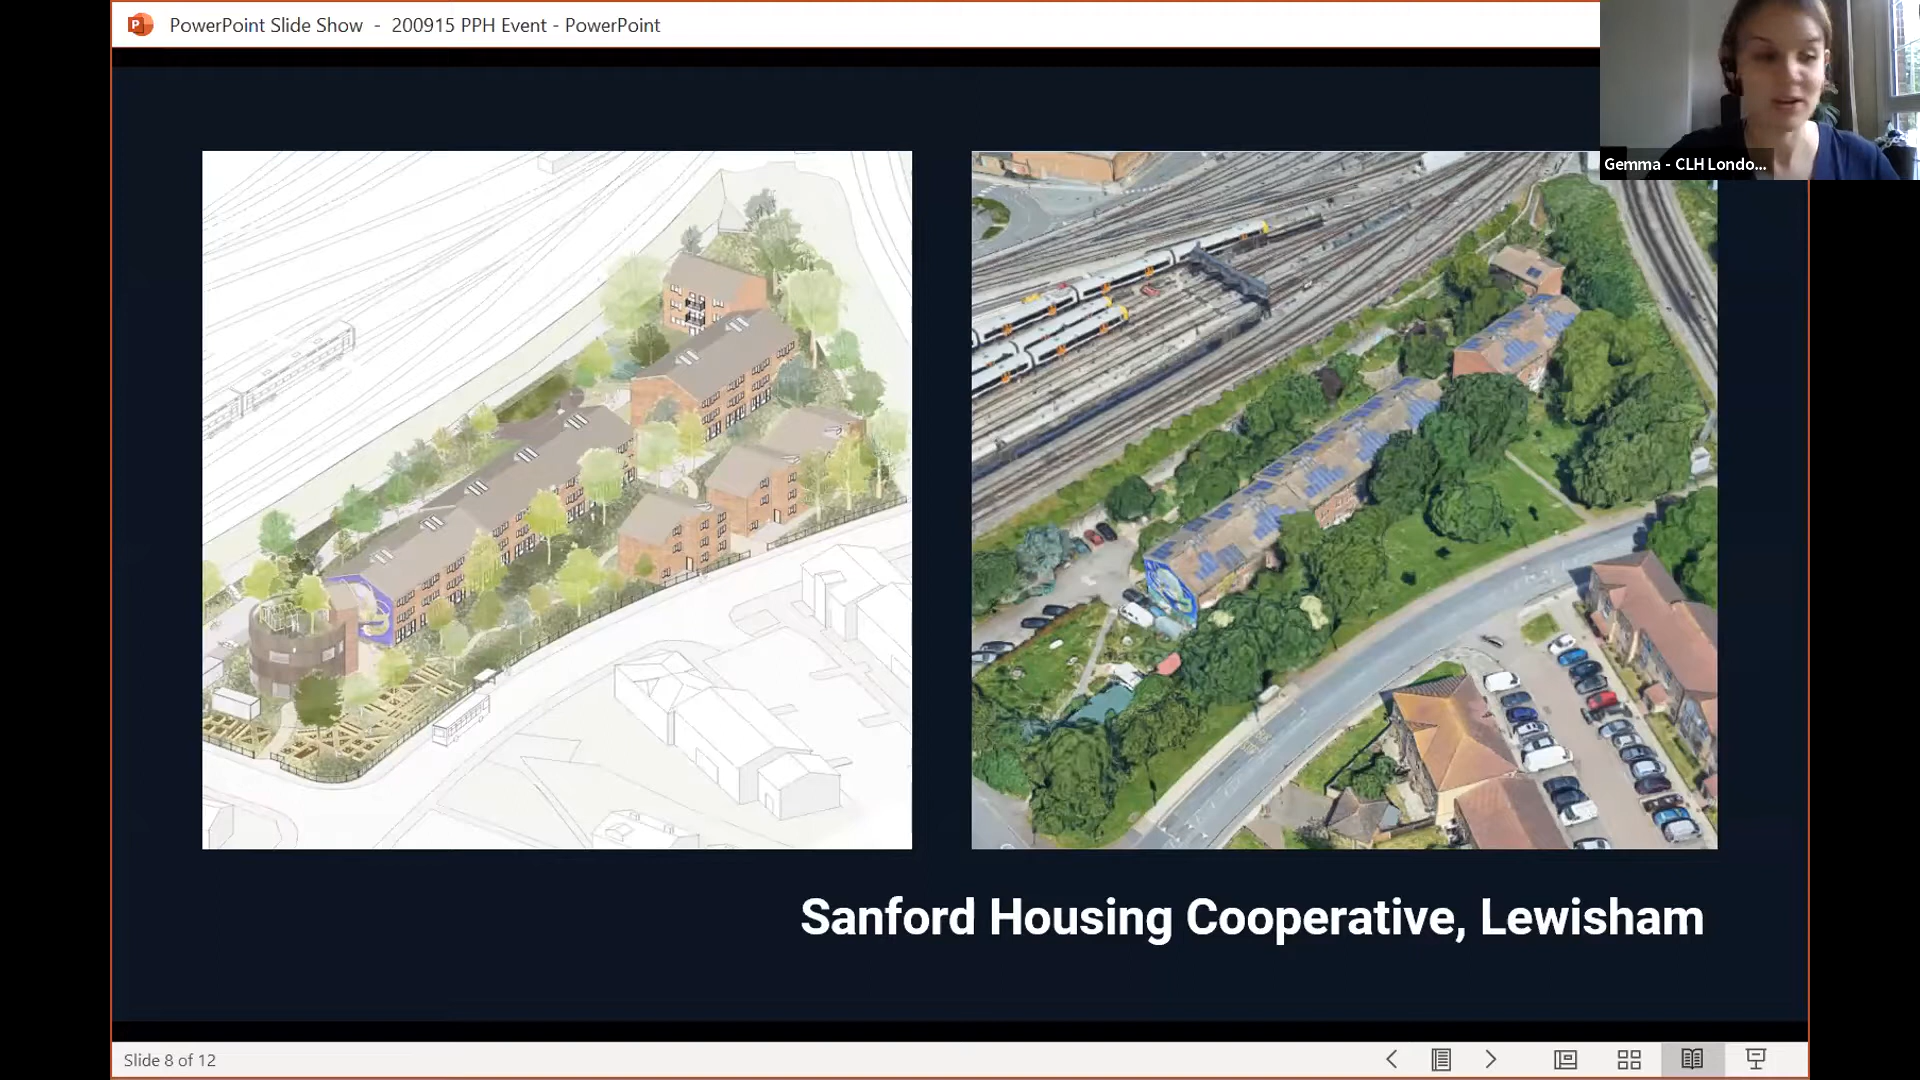 PowerPoint Slide Show - 200915 PPH Event - PowerPoint
Gemma - CLH Londo...
Sanford Housing Cooperative, Lewisham
Slide 8 of 12